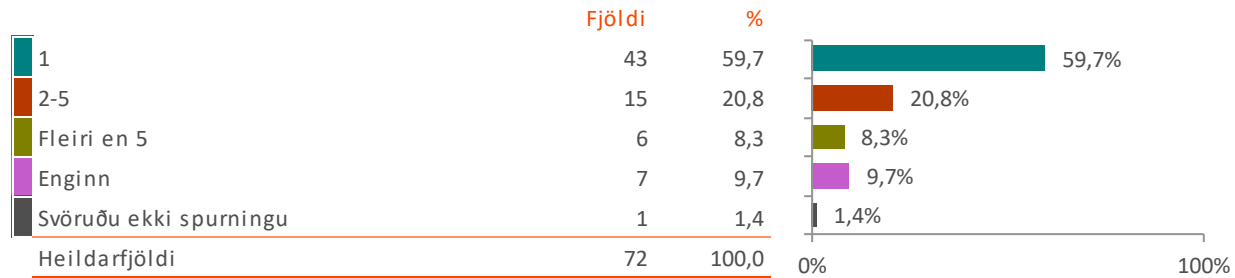 Fjöldi %
1 43 59,7 59,7%
2-5 15 20,8 20,8%
Fleiri en 5 6 8,3 8,3%
Enginn 7 9,7 9,7%
Svöruðu ekki spurningu 1 1,4 1,4%
Heildarfjöldi 72 100,0 0% 100%